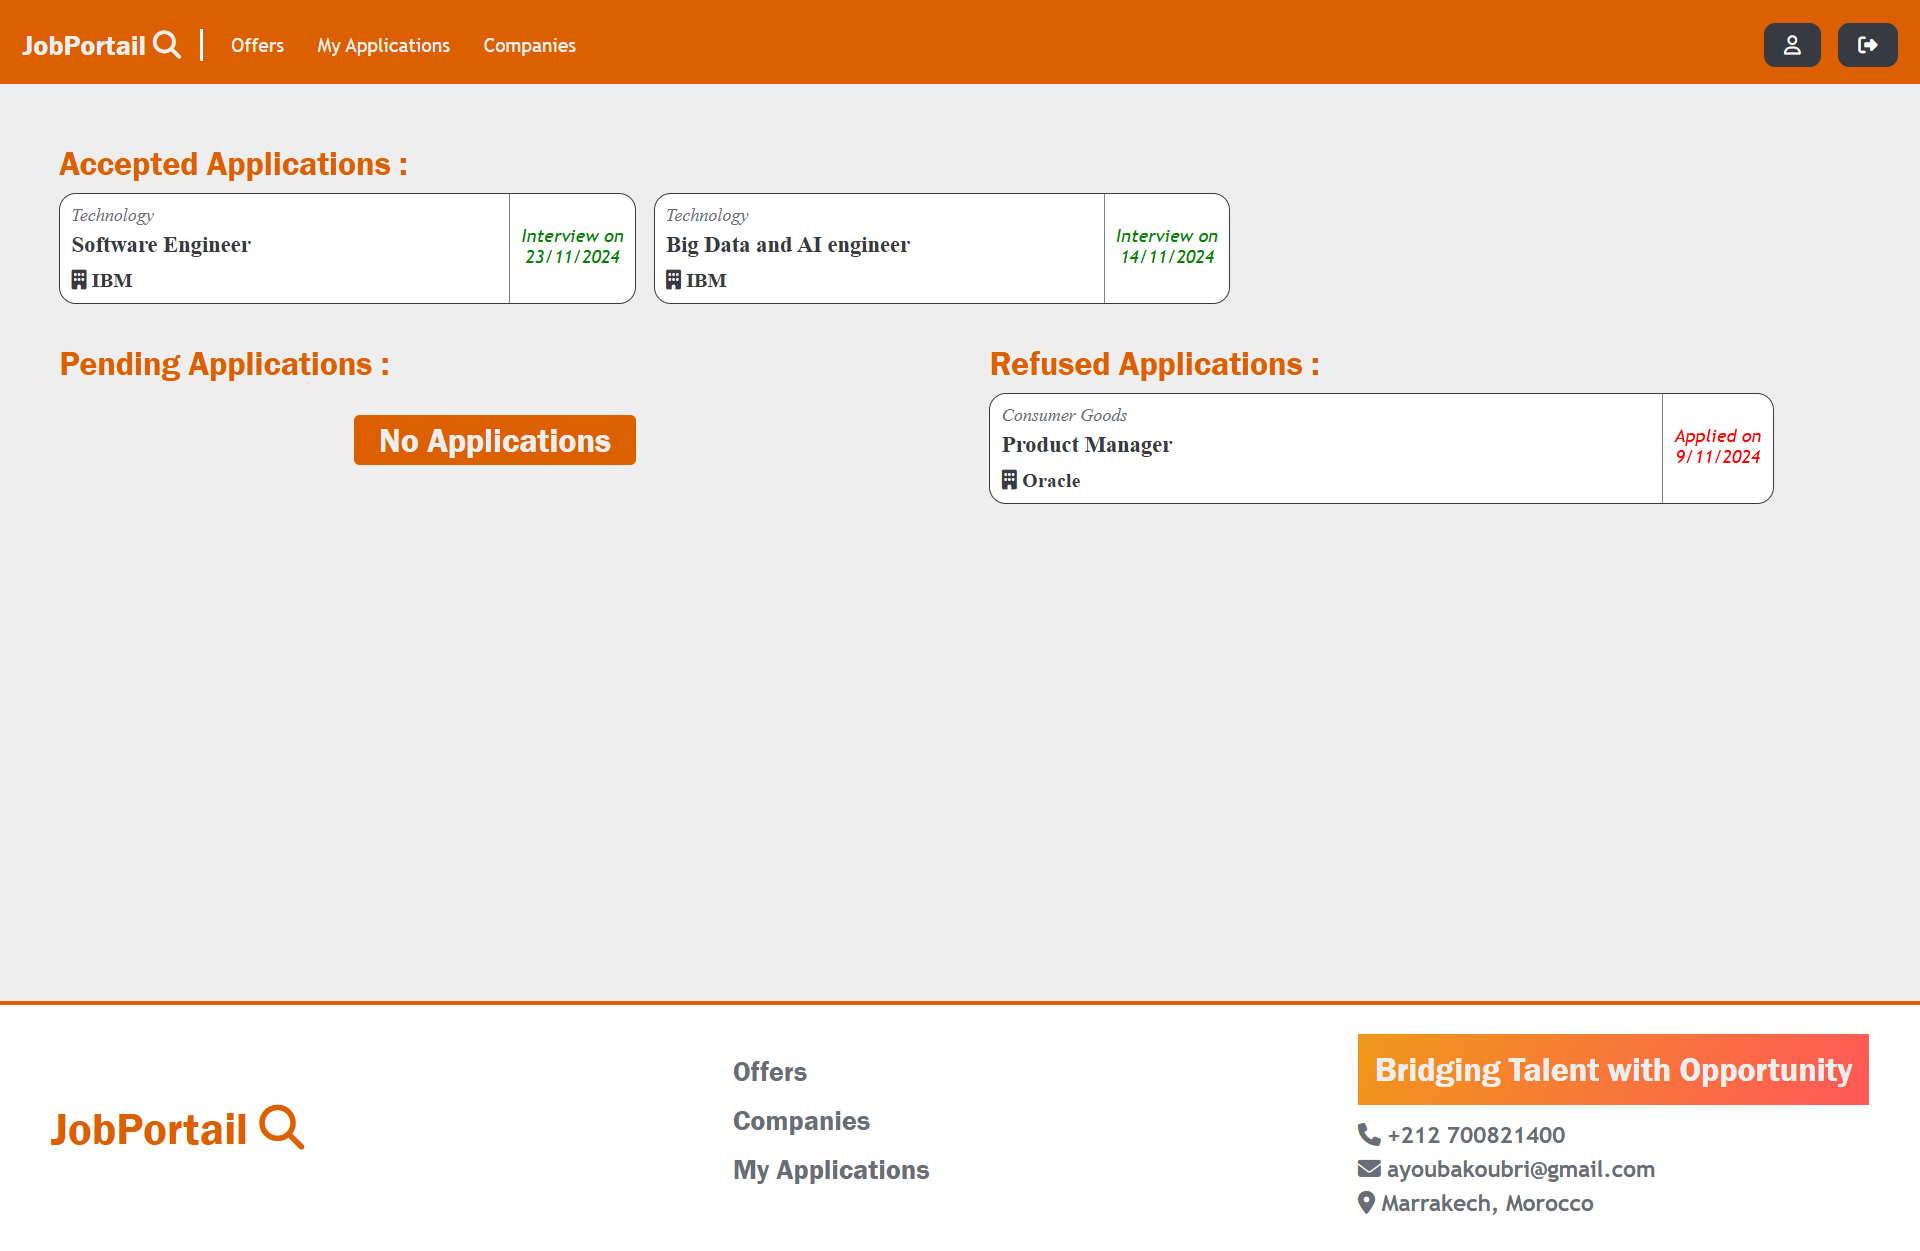 JobPortail
Offers
My Applications
Companies
Accepted Applications :
Technology
Software Engineer
IBM
Interview on
23/11/2024
Technology
Big Data and AI engineer
IBM
Interview on
14/11/2024
Pending Applications :
No Applications
Refused Applications :
Consumer Goods
Product Manager
Oracle
Applied on
9/11/2024
JobPortail
Offers
Companies
My Applications
Bridging Talent with Opportunity
+212 700821400
ayoubakoubri@gmail.com
Marrakech, Morocco